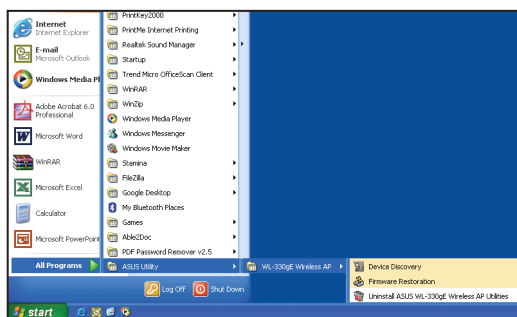 Internet
Internet Explorer
E-mail
Microsoft Outlook
Windows Media Pl
Adobe Acrobat 6.0
Professional
Microsoft Word
WinRAR
Microsoft Excel
Calculator
Microsoft PowerPoint
All Programs
PrintKey2000
PrintMe Internet Printing
Realtek Sound Manager
Startup
Trend Micro OfficeScan Client
WinRAR
WinZip
Windows Media Player
Windows Messenger
Windows Movie Maker
Stamina
FileZilla
Google Desktop
My Bluetooth Places
Games
Able2Doc
PDF Password Remover v2.5
ASUS Utility
WL-330gE Wireless AP
Device Discovery
Firmware Restoration
Uninstall ASUS WL-330gE Wireless AP Utilities
Log Off
Shut Down
start